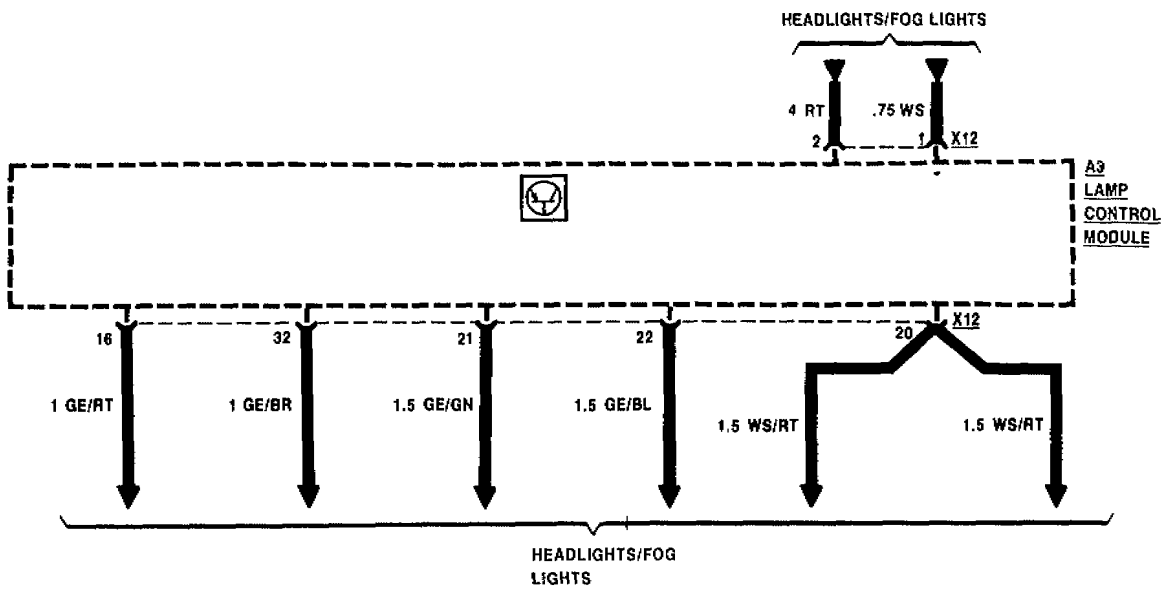 HEADLIGHTS/FOG LIGHTS
4 RT
.75 WS
2
1
X12
A3
LAMP
CONTROL
MODULE
16
32
21
22
20
X12
1 GE/RT
1 GE/BR
1.5 GE/GN
1.5 GE/BL
1.5 WS/RT
1.5 WS/RT
HEADLIGHTS/FOG
LIGHTS